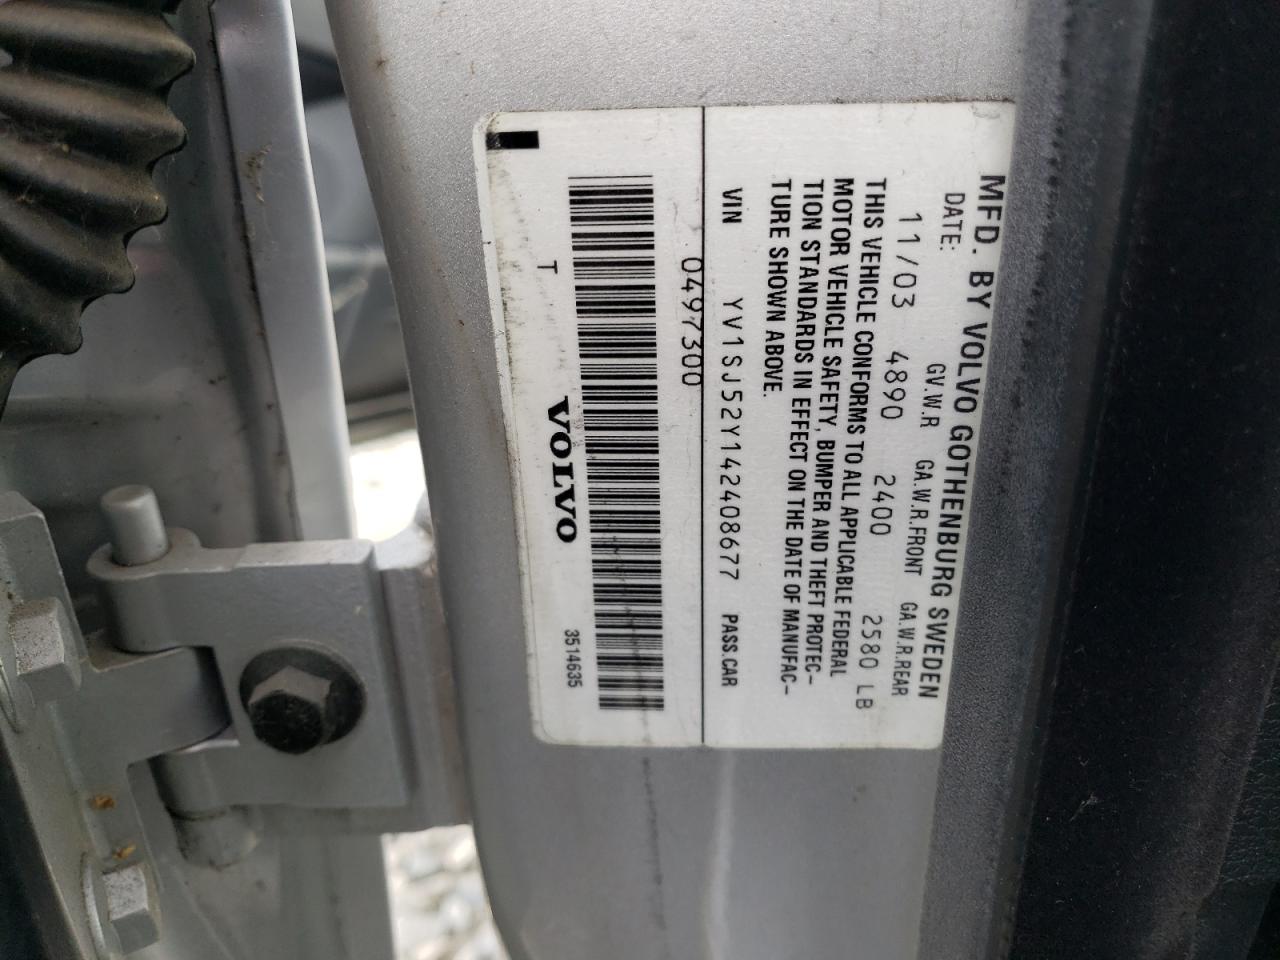 MFD. BY VOLVO GOTHENBURG SWEDEN
DATE: GV.W.R GA.W.R.FRONT GA.W.R.REAR
11/03 4890 2400 2580 LB
THIS VEHICLE CONFORMS TO ALL APPLICABLE FEDERAL
MOTOR VEHICLE SAFETY, BUMPER AND THEFT PROTEC-
TION STANDARDS IN EFFECT ON THE DATE OF MANUFAC-
TURE SHOWN ABOVE.
VIN YV1SJ52Y142408677 PASS.CAR
0497300
T VOLVO 3514635